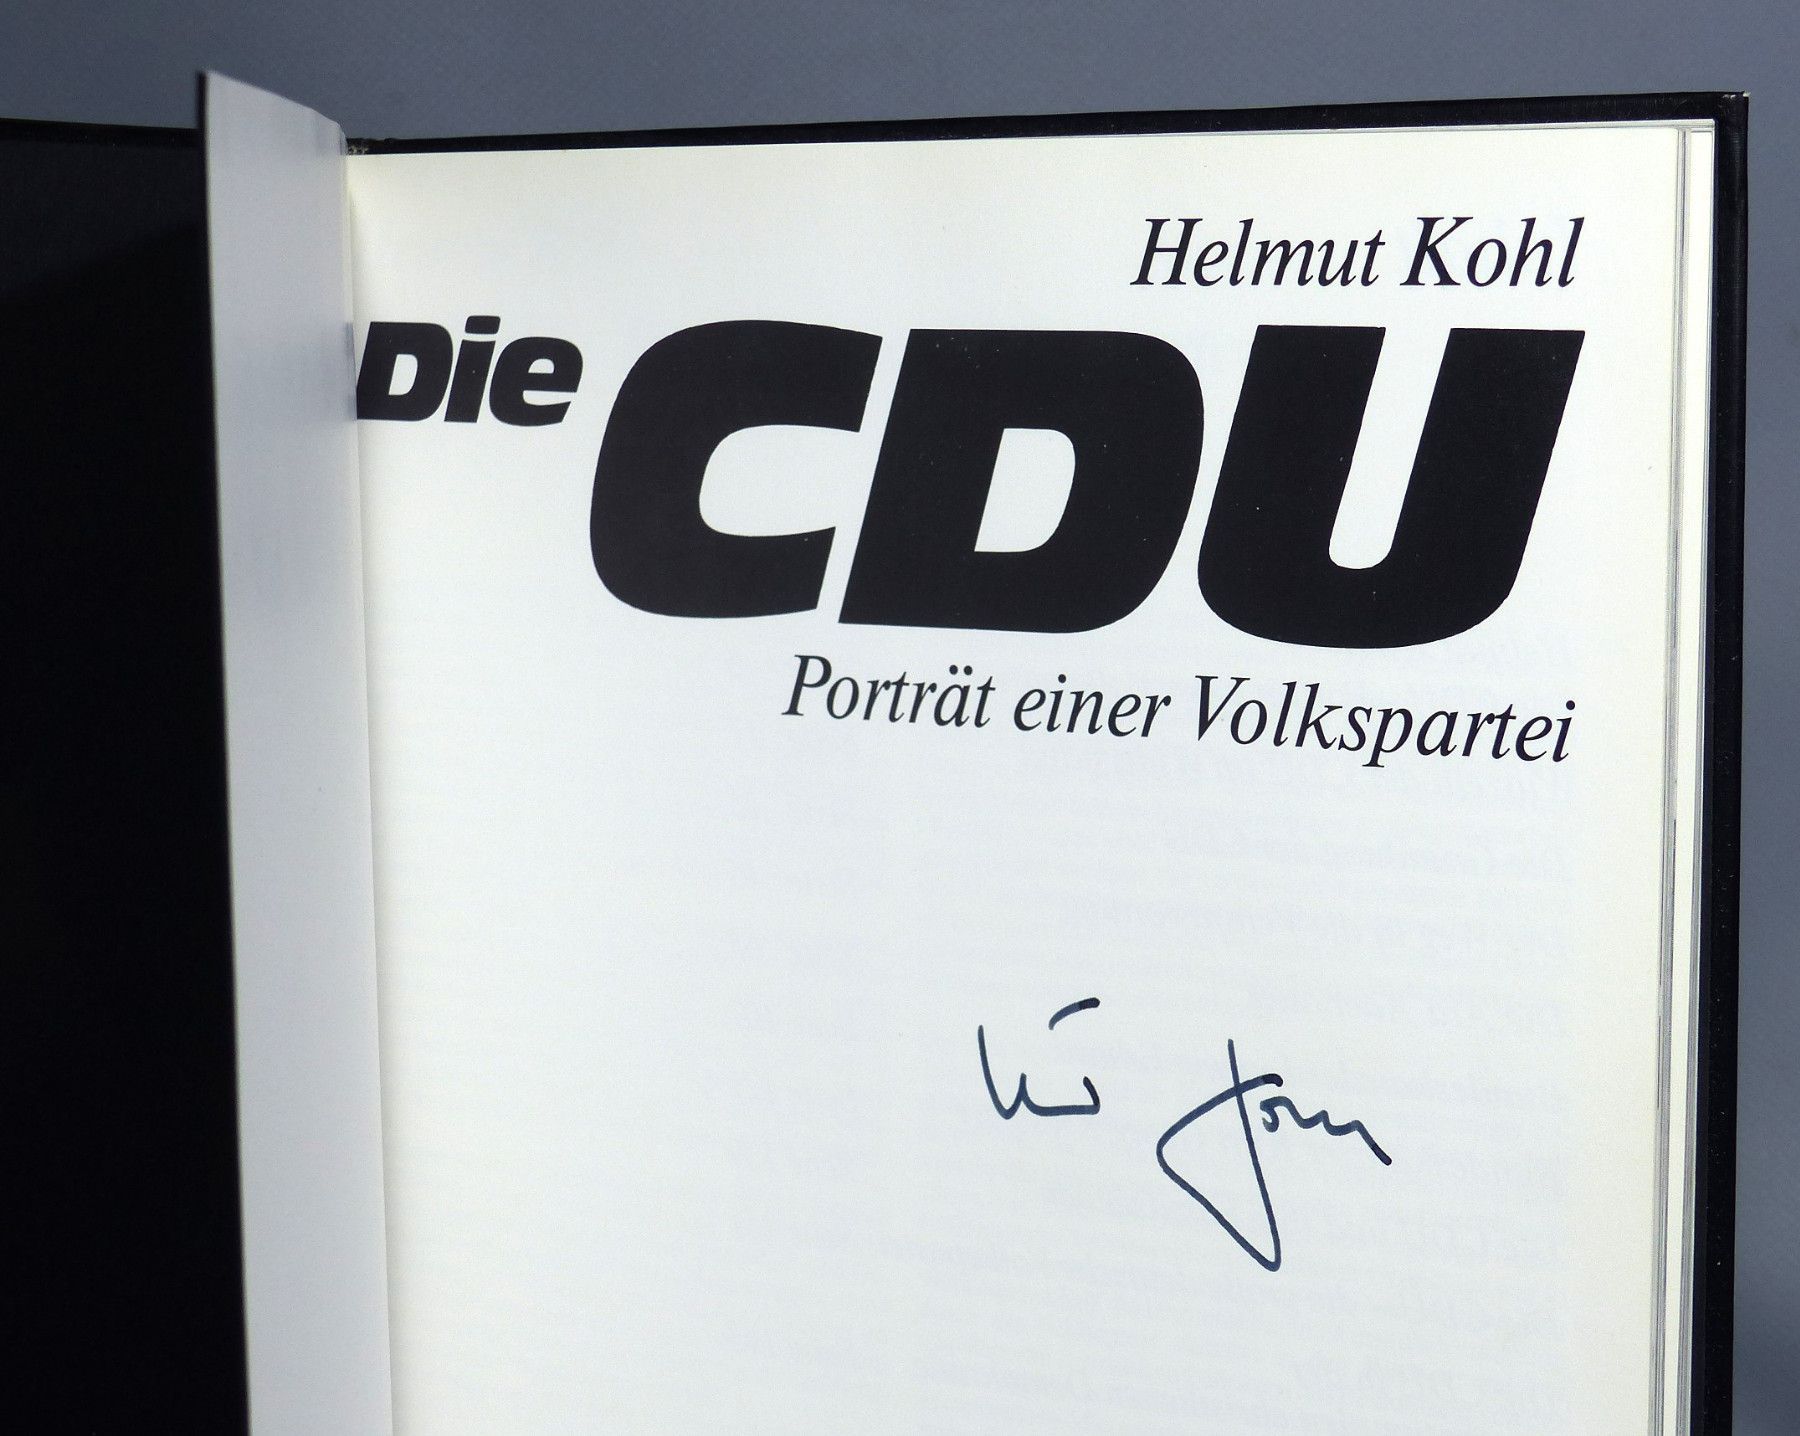 Helmut Kohl
Die CDU
Porträt einer Volkspartei